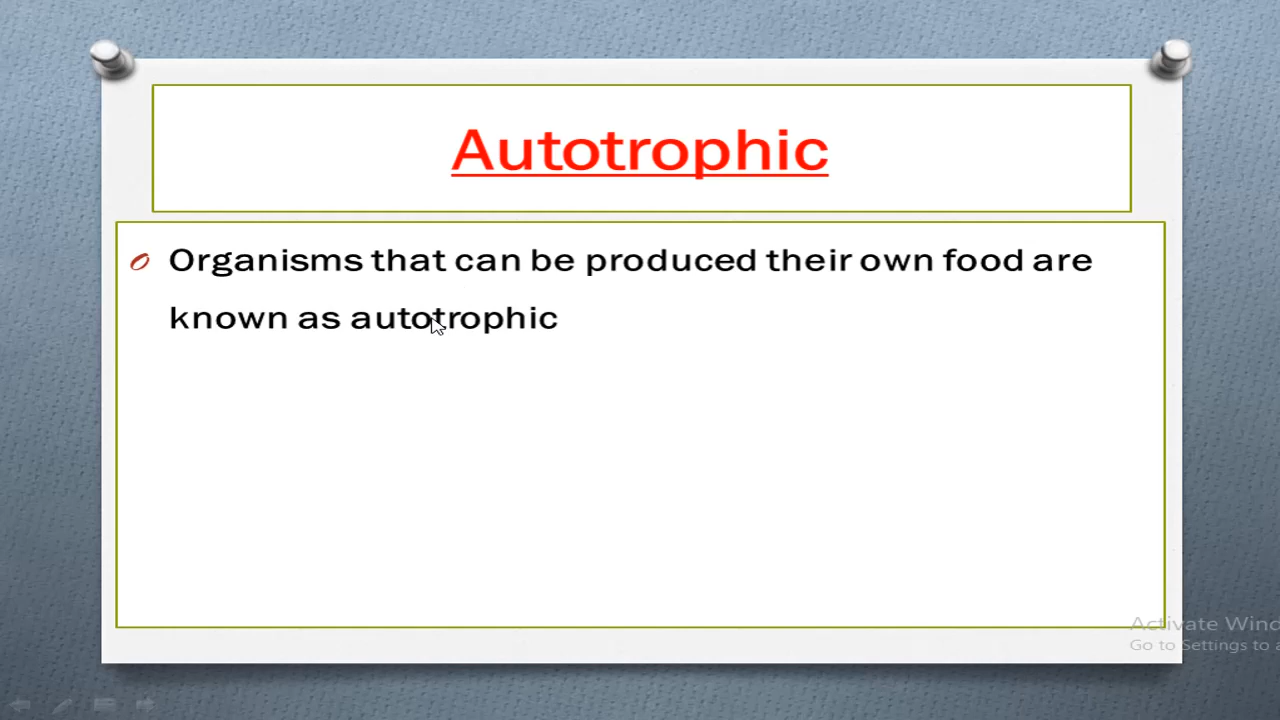 Autotrophic
Organisms that can be produced their own food are
known as autotrophic
Activate Wind
Go to Settings to a